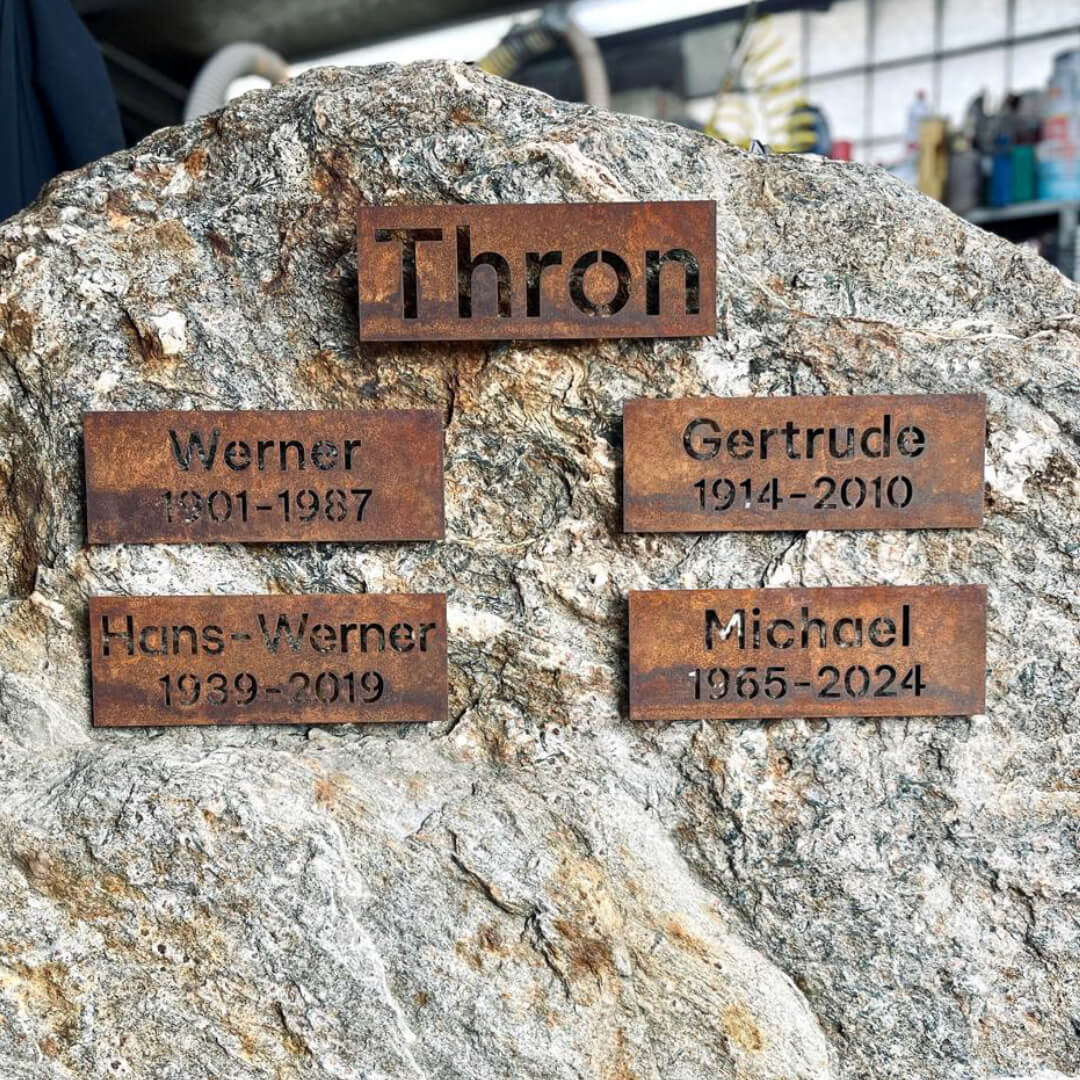 Thron
Werner
1901-1987
Gertrude
1914-2010
Hans-Werner
1939-2019
Michael
1965-2024